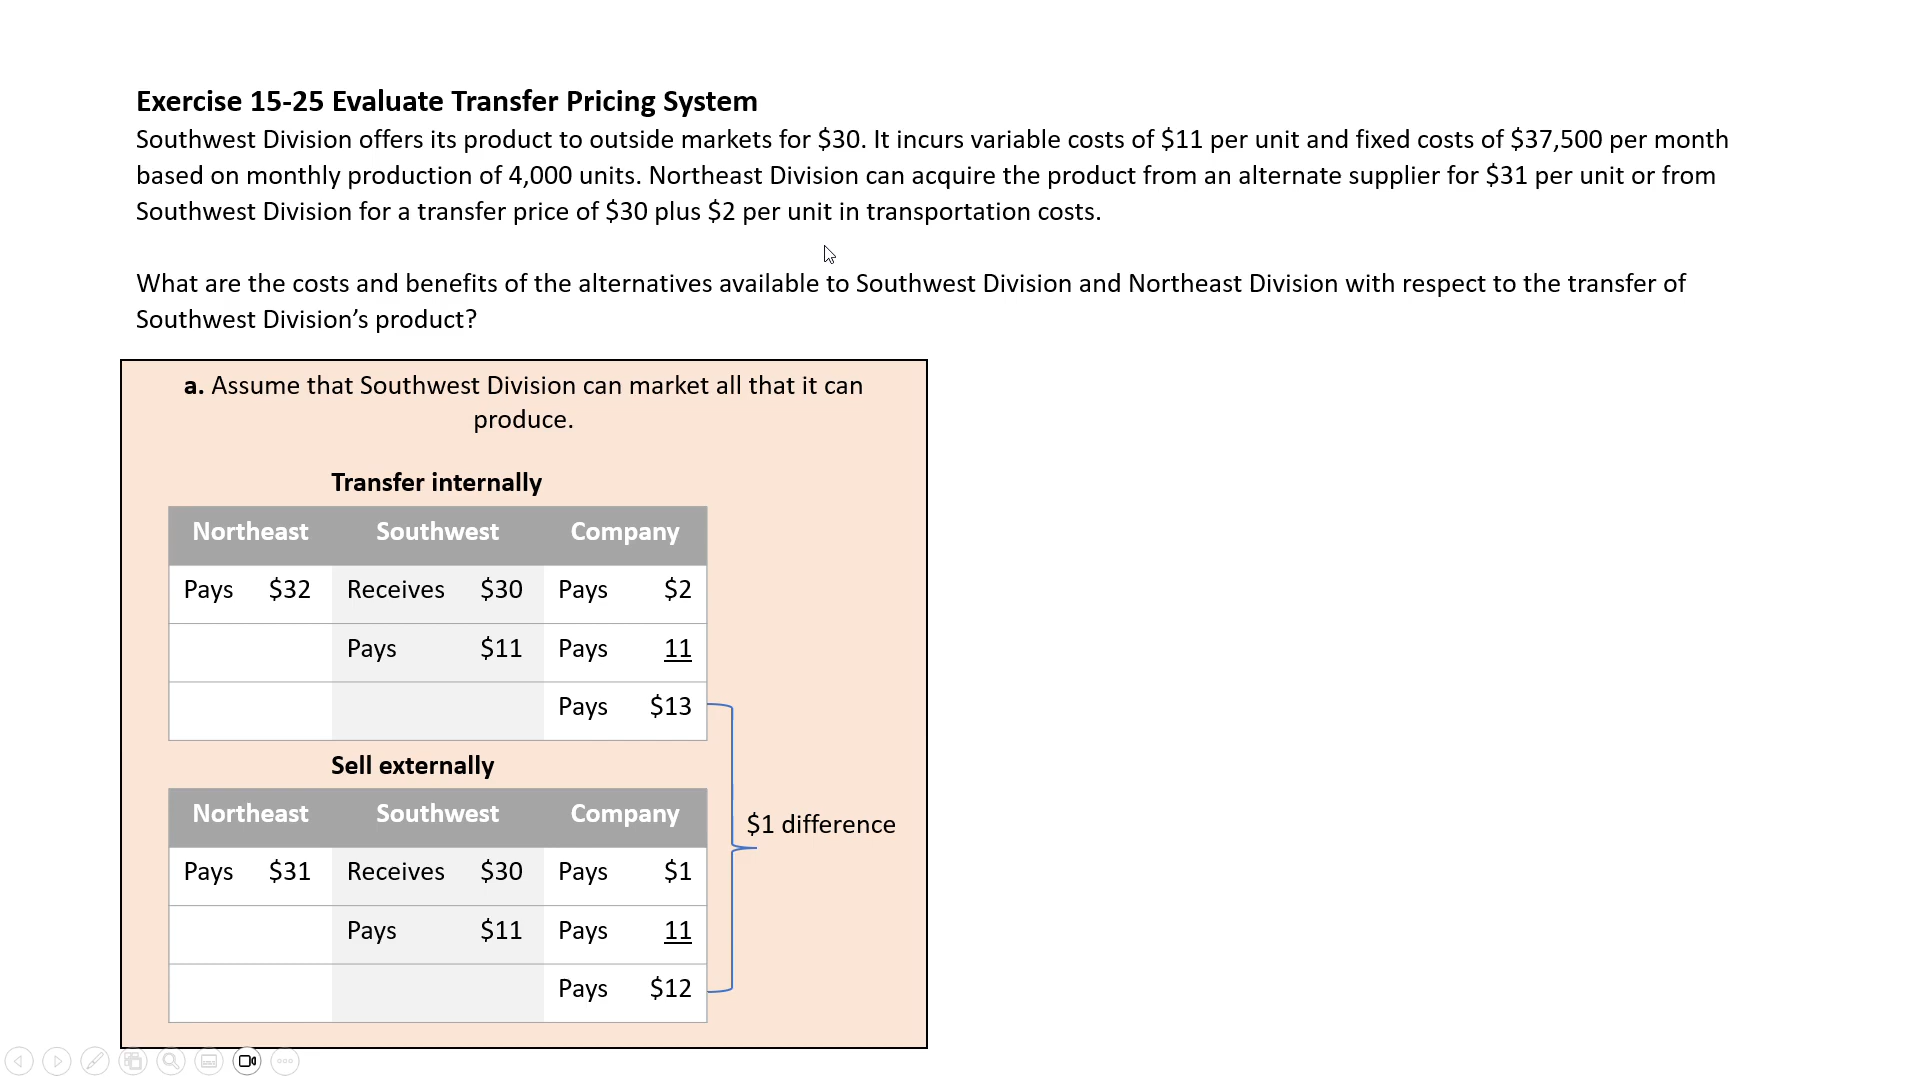 Exercise 15-25 Evaluate Transfer Pricing System
Southwest Division offers its product to outside markets for $30. It incurs variable costs of $11 per unit and fixed costs of $37,500 per month
based on monthly production of 4,000 units. Northeast Division can acquire the product from an alternate supplier for $31 per unit or from
Southwest Division for a transfer price of $30 plus $2 per unit in transportation costs.
What are the costs and benefits of the alternatives available to Southwest Division and Northeast Division with respect to the transfer of
Southwest Division’s product?
a. Assume that Southwest Division can market all that it can
produce.
Transfer internally
Northeast Southwest Company
Pays $32 Receives $30 Pays $2
Pays $11 Pays 11
Pays $13
Sell externally
Northeast Southwest Company
$1 difference
Pays $31 Receives $30 Pays $1
Pays $11 Pays 11
Pays $12